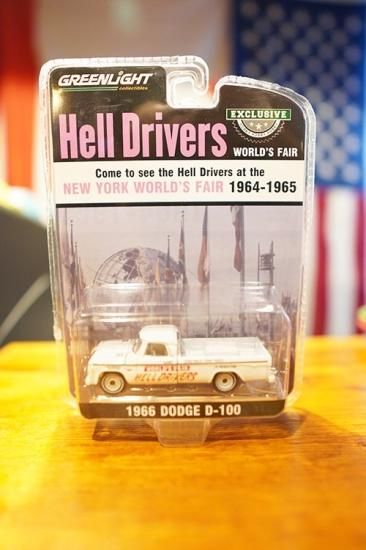 GREENLIGHT
collectibles
EXCLUSIVE
Hell Drivers
WORLD'S FAIR
Come to see the Hell Drivers at the
NEW YORK WORLD'S FAIR 1964-1965
HELL DRIVERS
1966 DODGE D-100